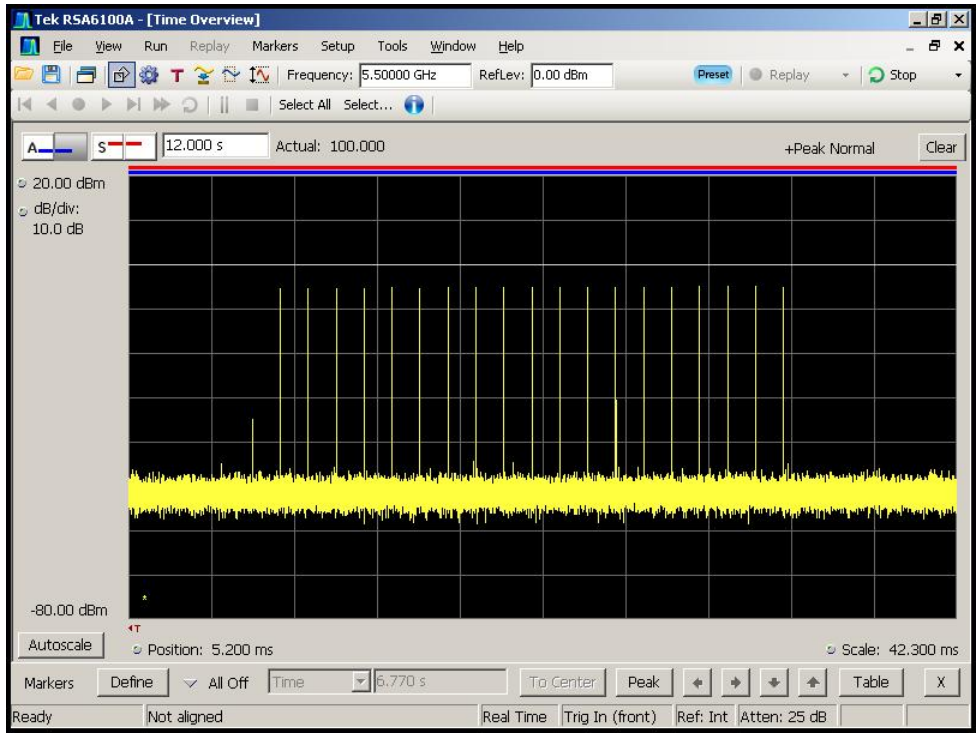 Tek RSA6100A - [Time Overview]
File View Run Replay Markers Setup Tools Window Help
T Frequency: 5.50000 GHz RefLev: 0.00 dBm Preset Replay Stop
Select All Select...
A S 12.000 s Actual: 100.000 +Peak Normal Clear
20.00 dBm
dB/div:
10.0 dB
-80.00 dBm
T
Autoscale Position: 5.200 ms Scale: 42.300 ms
Markers Define All Off Time 6.770 s To Center Peak Table X
Ready Not aligned Real Time Trig In (front) Ref: Int Atten: 25 dB